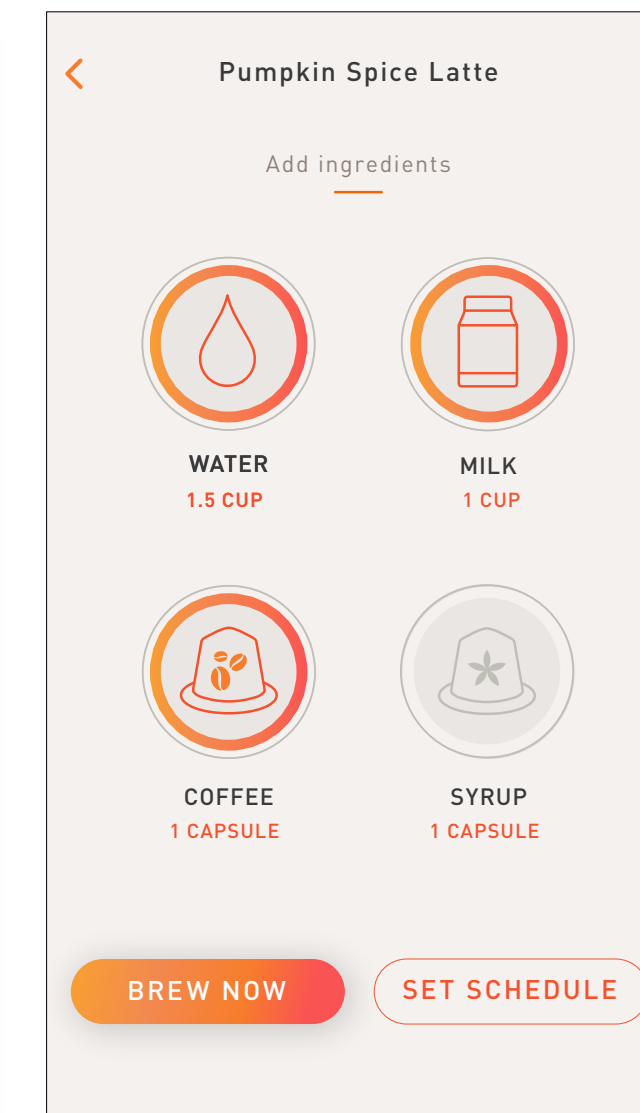 Pumpkin Spice Latte
Add ingredients
WATER
1.5 CUP
MILK
1 CUP
COFFEE
1 CAPSULE
SYRUP
1 CAPSULE
BREW NOW
SET SCHEDULE